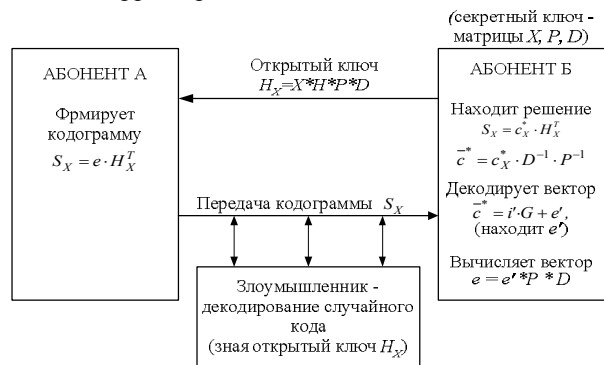 (секретный ключ -
матрицы X, P, D)
АБОНЕНТ А
Фрмирует
кодограмму
S_X = e · H_X^T
Открытый ключ
H_X=X*H*P*D
АБОНЕНТ Б
Находит решение
S_X = c_X^* · H_X^T
c̄^* = c_X^* · D^{-1} · P^{-1}
Декодирует вектор
c̄^* = i'·G + e',
(находит e')
Вычисляет вектор
e = e' * P * D
Передача кодограммы S_X
Злоумышленник -
декодирование случайного
кода
(зная открытый ключ H_X)